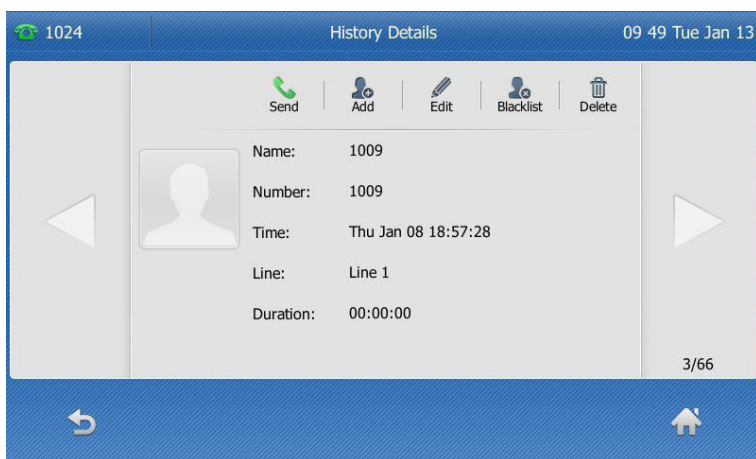 1024 History Details 09 49 Tue Jan 13
Send Add Edit Blacklist Delete
Name: 1009
Number: 1009
Time: Thu Jan 08 18:57:28
Line: Line 1
Duration: 00:00:00
3/66